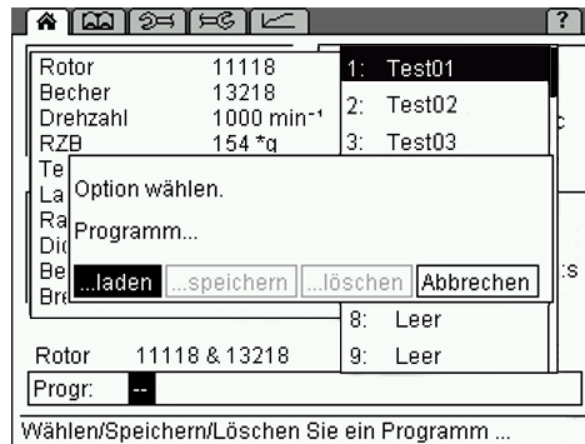 ?
Rotor 11118
Becher 13218
Drehzahl 1000 min⁻¹
RZB 154 *g
Te
La
Ra
Be
Bre
1: Test01
2: Test02
3: Test03
Option wählen.
Programm...
...laden ...speichern ...löschen Abbrechen
:s
8: Leer
9: Leer
Rotor 11118 & 13218
Progr: --
Wählen/Speichern/Löschen Sie ein Programm ...